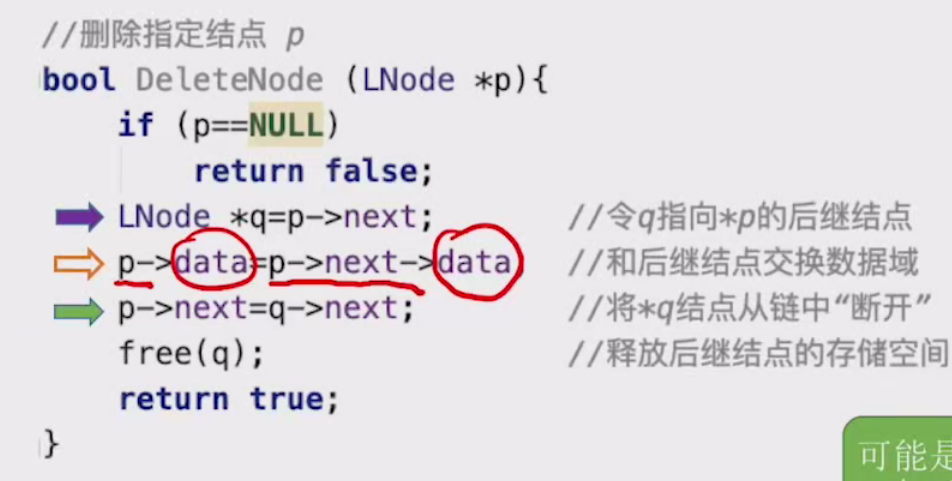 //删除指定结点 p
bool DeleteNode (LNode *p){
if (p==NULL)
return false;
LNode *q=p->next; //令q指向*p的后继结点
p->data=p->next->data //和后继结点交换数据域
p->next=q->next; //将*q结点从链中“断开”
free(q); //释放后继结点的存储空间
return true;
}
可能是